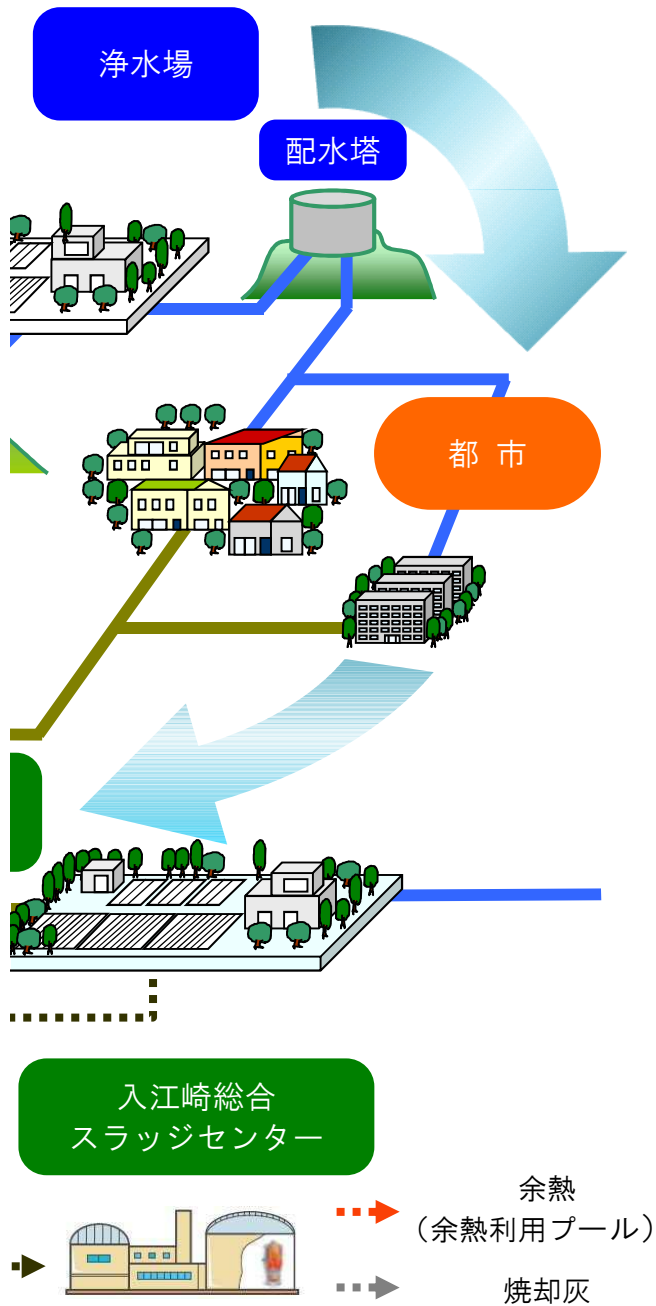 浄水場
配水塔
都 市
入江崎総合
スラッジセンター
余熱
（余熱利用プール）
焼却灰